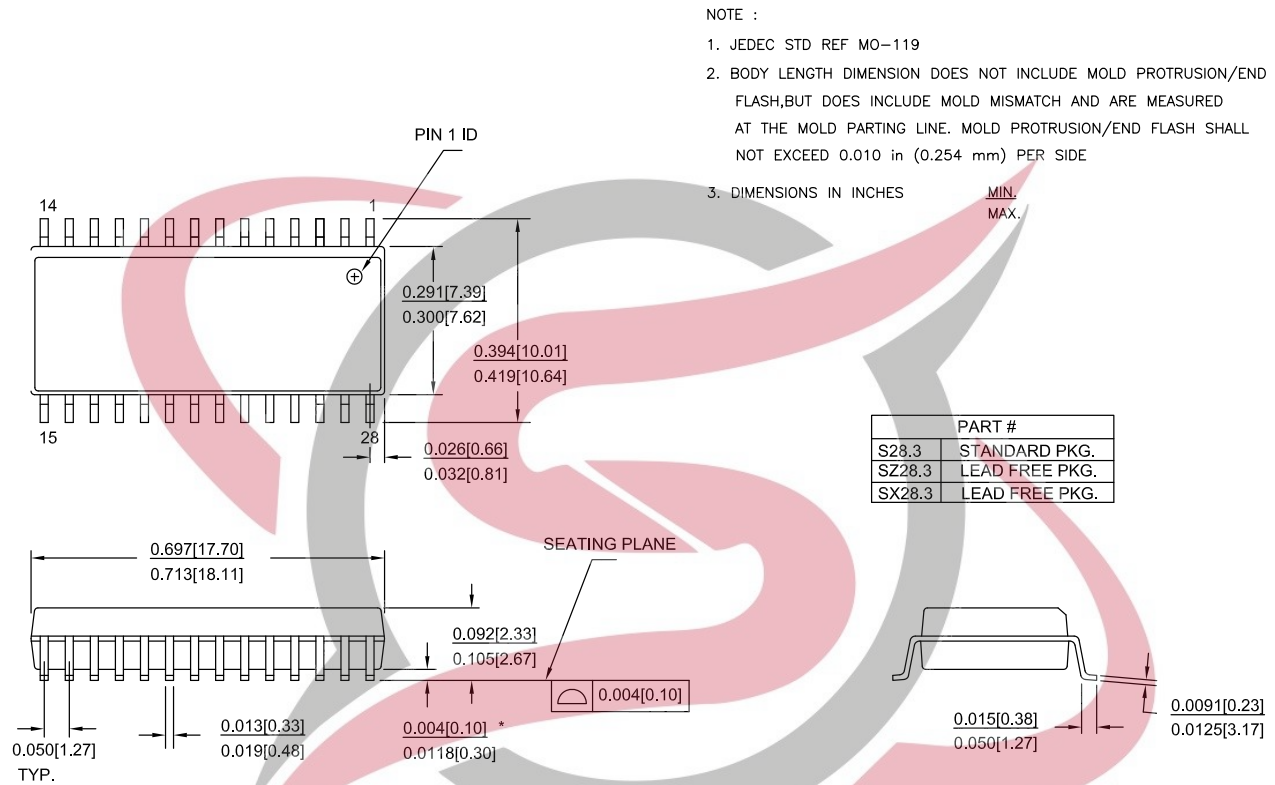 NOTE :
1. JEDEC STD REF MO-119
2. BODY LENGTH DIMENSION DOES NOT INCLUDE MOLD PROTRUSION/END
FLASH,BUT DOES INCLUDE MOLD MISMATCH AND ARE MEASURED
AT THE MOLD PARTING LINE. MOLD PROTRUSION/END FLASH SHALL
NOT EXCEED 0.010 in (0.254 mm) PER SIDE
3. DIMENSIONS IN INCHES MIN.
MAX.
PIN 1 ID
14 1
0.291[7.39]
0.300[7.62]
0.394[10.01]
0.419[10.64]
15 28
0.026[0.66]
0.032[0.81]
PART #
S28.3 STANDARD PKG.
SZ28.3 LEAD FREE PKG.
SX28.3 LEAD FREE PKG.
0.697[17.70]
0.713[18.11]
SEATING PLANE
0.092[2.33]
0.105[2.67]
0.004[0.10]
0.050[1.27]
TYP.
0.013[0.33]
0.019[0.48]
0.004[0.10] *
0.0118[0.30]
0.015[0.38]
0.050[1.27]
0.0091[0.23]
0.0125[3.17]